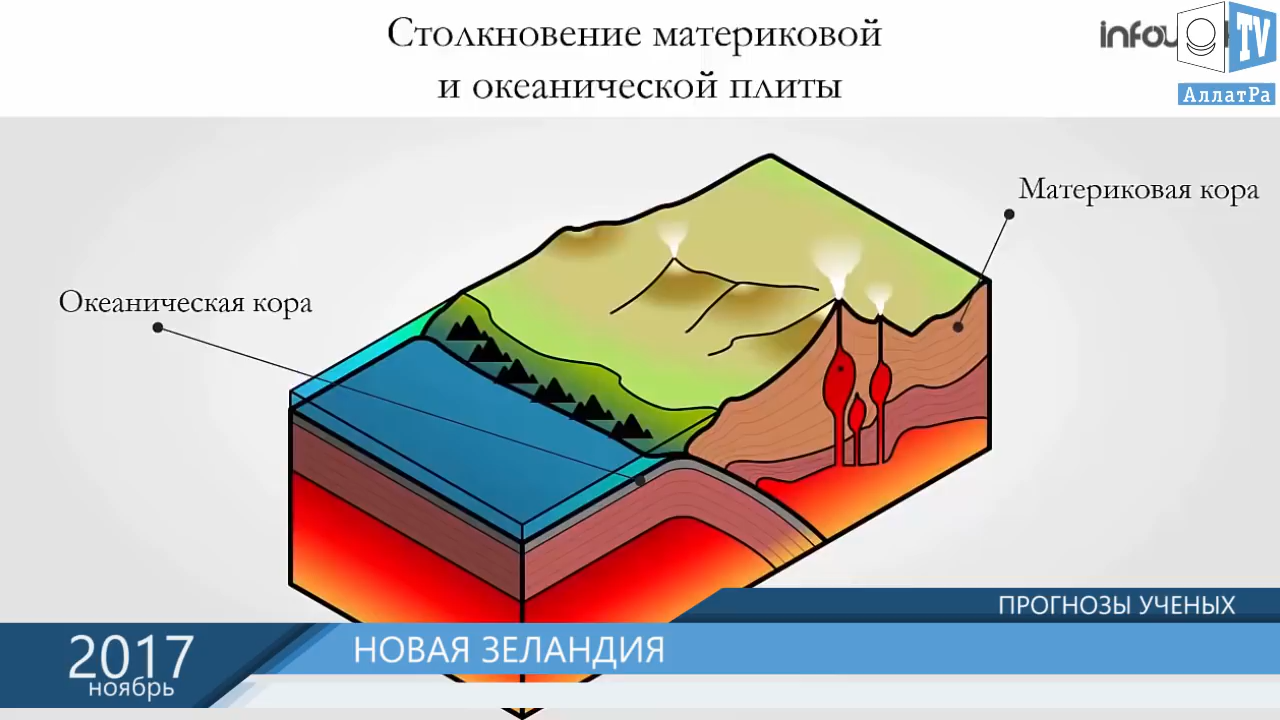 Столкновение материковой
и океанической плиты
TV
АллатРа
Материковая кора
Океаническая кора
ПРОГНОЗЫ УЧЕНЫХ
2017
НОВАЯ ЗЕЛАНДИЯ
ноябрь